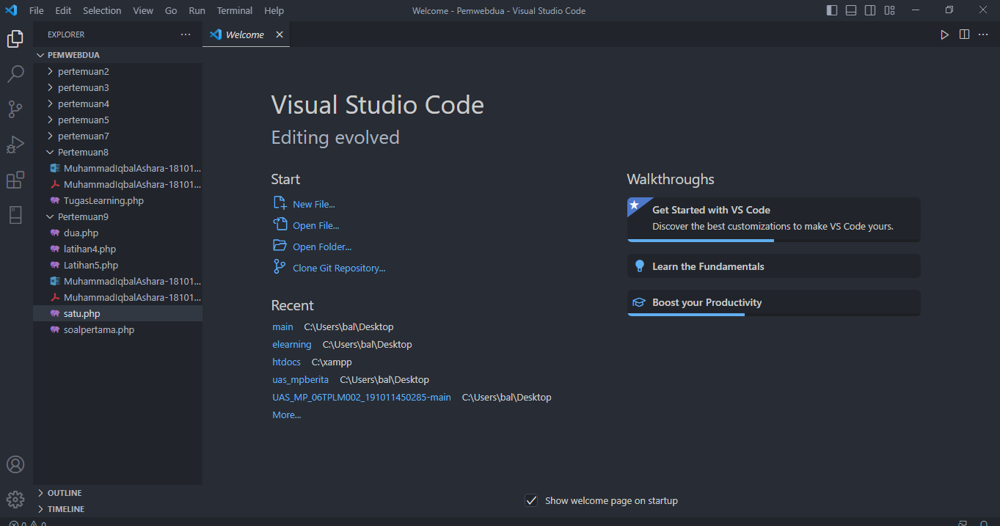 File Edit Selection View Go Run Terminal Help Welcome - Pemwebdua - Visual Studio Code
EXPLORER
PEMWEBDUA
pertemuan2
pertemuan3
pertemuan4
pertemuan5
pertemuan7
Pertemuan8
MuhammadIqbalAshara-18101...
MuhammadIqbalAshara-18101...
TugasLearning.php
Pertemuan9
dua.php
latihan4.php
Latihan5.php
MuhammadIqbalAshara-18101...
MuhammadIqbalAshara-18101...
satu.php
soalpertama.php
OUTLINE
TIMELINE
Welcome
Visual Studio Code
Editing evolved
Start
New File...
Open File...
Open Folder...
Clone Git Repository...
Recent
main C:\Users\bal\Desktop
elearning C:\Users\bal\Desktop
htdocs C:\xampp
uas_mpberita C:\Users\bal\Desktop
UAS_MP_06TPLM002_191011450285-main C:\Users\bal\Desktop
More...
Walkthroughs
Get Started with VS Code
Discover the best customizations to make VS Code yours.
Learn the Fundamentals
Boost your Productivity
Show welcome page on startup
0 0